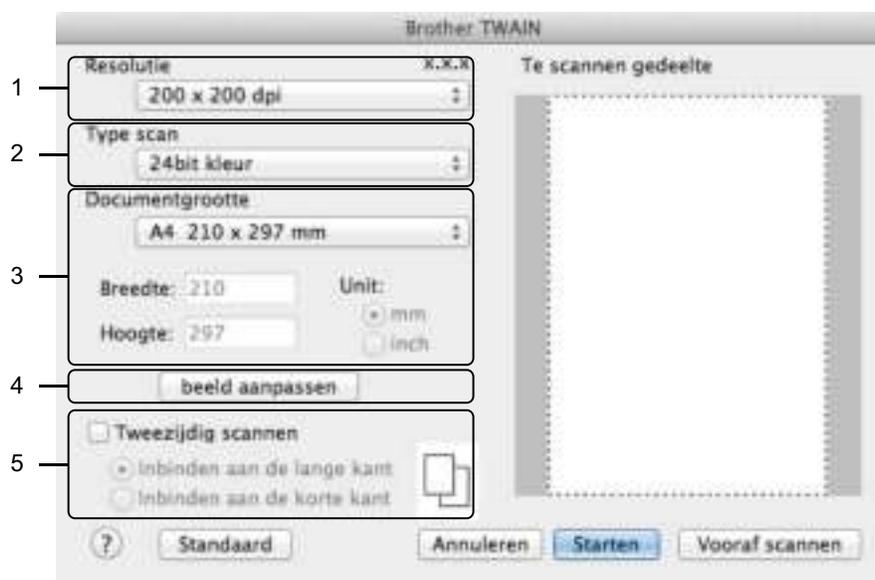 Brother TWAIN
Resolutie
x.x.x
1
200 x 200 dpi
Type scan
2
24bit kleur
Documentgrootte
A4 210 x 297 mm
3
Breedte: 210
Unit:
mm
Hoogte: 297
inch
4
beeld aanpassen
Tweezijdig scannen
5
Inbinden aan de lange kant
Inbinden aan de korte kant
Te scannen gedeelte
?
Standaard
Annuleren
Starten
Vooraf scannen